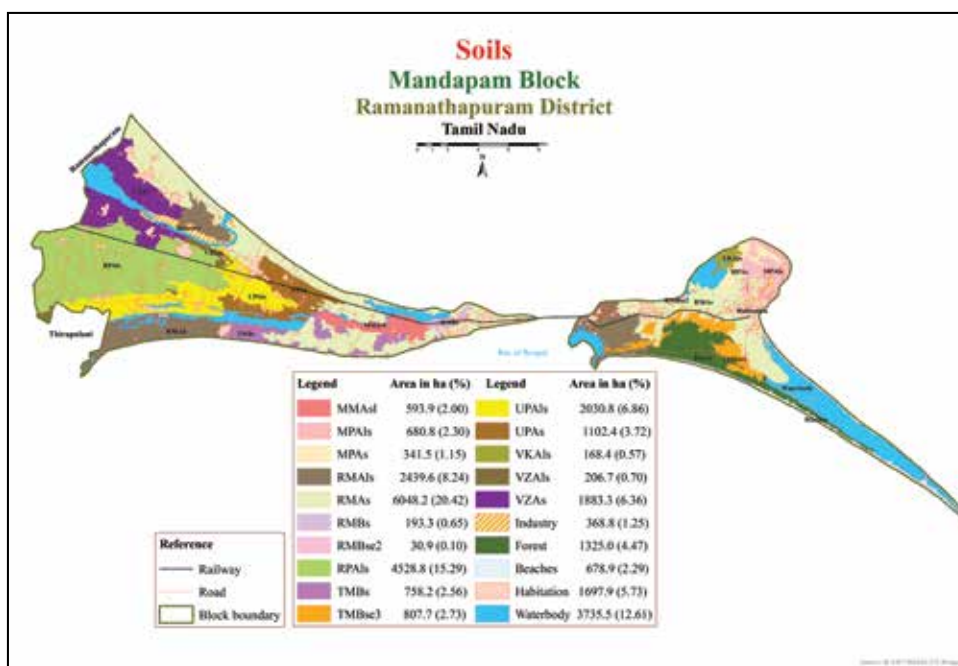 Soils
Mandapam Block
Ramanathapuram District
Tamil Nadu
N
Ramanathapuram
RPAls
UPAls
Thirupulani
Bay of Bengal
Waterbody
Legend Area in ha (%) Legend Area in ha (%)
MMAsl 593.9 (2.00) UPAls 2030.8 (6.86)
MPAls 680.8 (2.30) UPAs 1102.4 (3.72)
MPAs 341.5 (1.15) VKAls 168.4 (0.57)
RMAls 2439.6 (8.24) VZAls 206.7 (0.70)
RMAs 6048.2 (20.42) VZAs 1883.3 (6.36)
RMBs 193.3 (0.65) Industry 368.8 (1.25)
RMBse2 30.9 (0.10) Forest 1325.0 (4.47)
RPAls 4528.8 (15.29) Beaches 678.9 (2.29)
TMBs 758.2 (2.56) Habitation 1697.9 (5.73)
TMBse3 807.7 (2.73) Waterbody 3735.5 (12.61)
Reference
Railway
Road
Block boundary